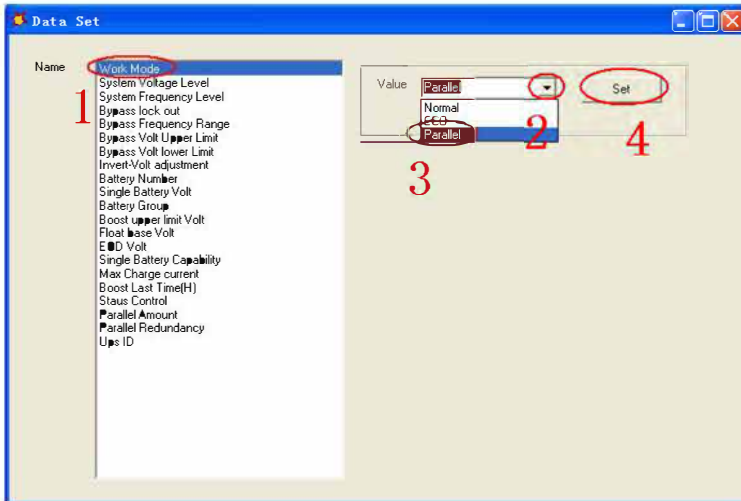 Data Set
Name
Work Mode
System Voltage Level
System Frequency Level
Bypass lock out
Bypass Frequency Range
Bypass Volt Upper Limit
Bypass Volt lower Limit
Invert-Volt adjustment
Battery Number
Single Battery Volt
Battery Group
Boost upper limit Volt
Float base Volt
EOD Volt
Single Battery Capability
Max Charge current
Boost Last Time(H)
Staus Control
Parallel Amount
Parallel Redundancy
Ups ID
1
Value
Parallel
Normal
ECO
Parallel
Set
2
3
4